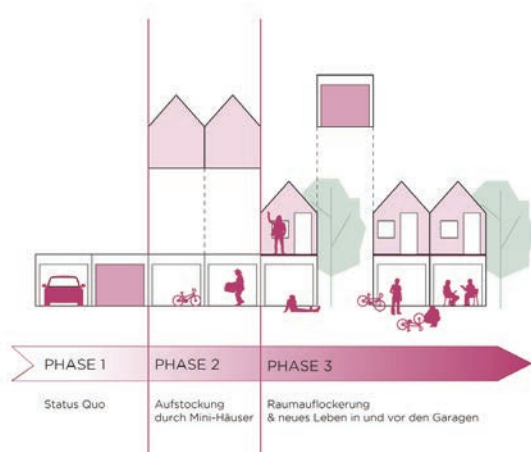 PHASE 1
PHASE 2
PHASE 3
Status Quo
Aufstockung
durch Mini-Häuser
Raumauflockerung
& neues Leben in und vor den Garagen